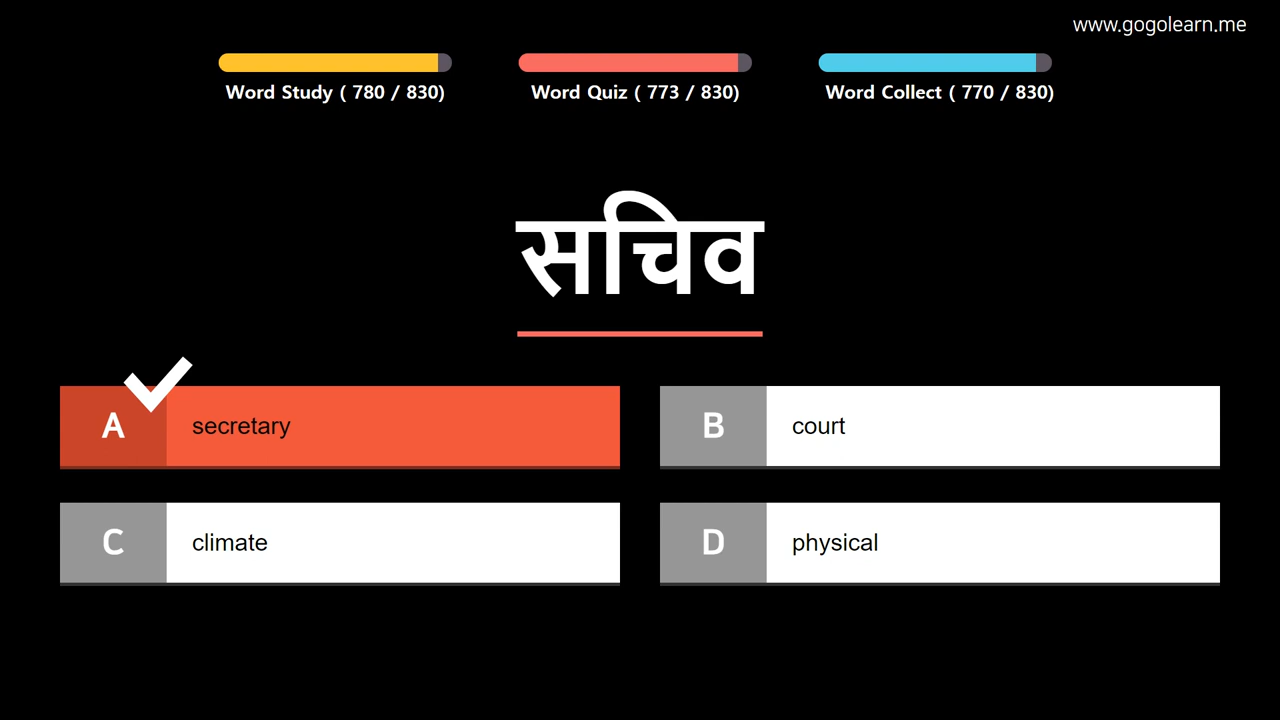 www.gogolearn.me
Word Study ( 780 / 830)
Word Quiz ( 773 / 830)
Word Collect ( 770 / 830)
सचिव
A secretary
B court
C climate
D physical